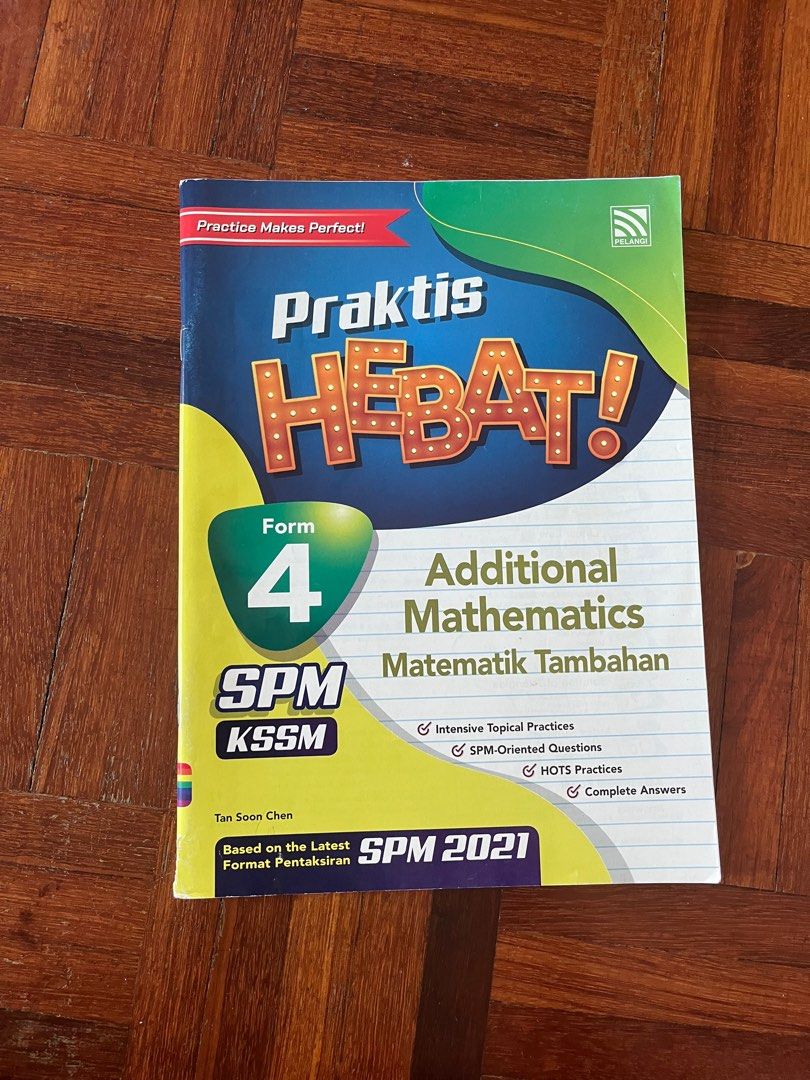 Practice Makes Perfect!
PELANGI
Praktis
HEBAT!
Form
4
Additional
Mathematics
Matematik Tambahan
SPM
KSSM
Intensive Topical Practices
SPM-Oriented Questions
HOTS Practices
Complete Answers
Tan Soon Chen
Based on the Latest
Format Pentaksiran
SPM 2021